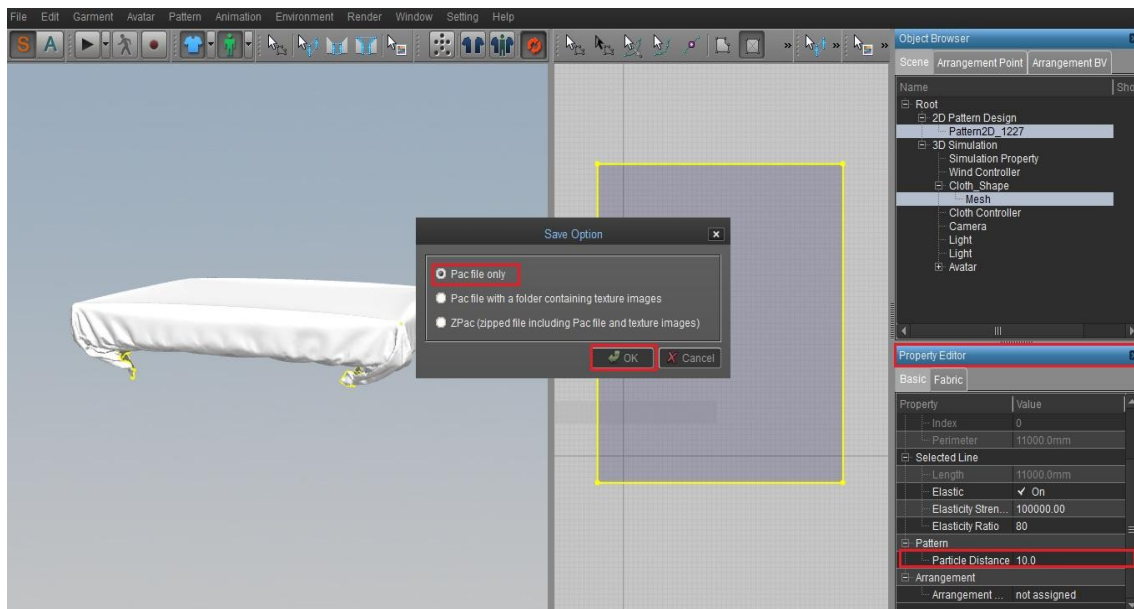 File Edit Garment Avatar Pattern Animation Environment Render Window Setting Help
S A
Object Browser
Scene Arrangement Point Arrangement BV
Name Sho
Root
2D Pattern Design
Pattern2D_1227
3D Simulation
Simulation Property
Wind Controller
Cloth_Shape
Mesh
Cloth Controller
Camera
Light
Light
Avatar
Save Option
Pac file only
Pac file with a folder containing texture images
ZPac (zipped file including Pac file and texture images)
OK Cancel
Property Editor
Basic Fabric
Property Value
Index 0
Perimeter 11000.0mm
Selected Line
Length 11000.0mm
Elastic On
Elasticity Stren... 100000.00
Elasticity Ratio 80
Pattern
Particle Distance 10.0
Arrangement
Arrangement ... not assigned